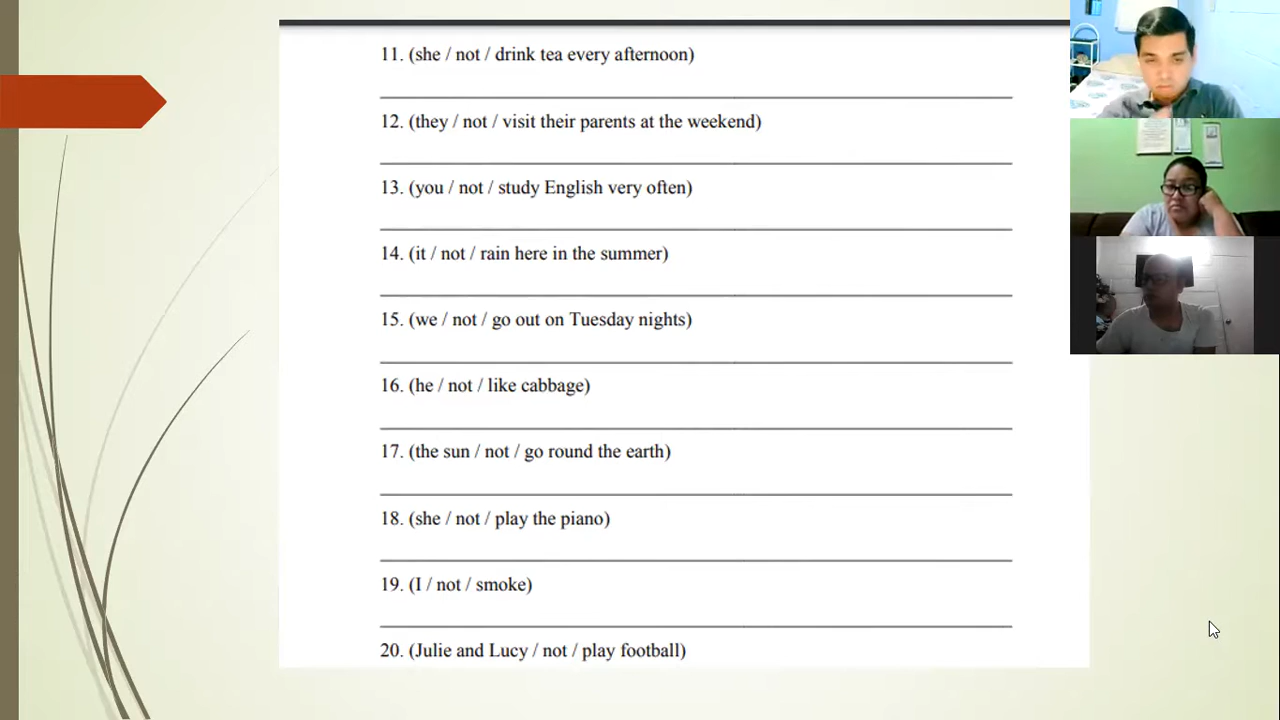 11. (she / not / drink tea every afternoon)
12. (they / not / visit their parents at the weekend)
13. (you / not / study English very often)
14. (it / not / rain here in the summer)
15. (we / not / go out on Tuesday nights)
16. (he / not / like cabbage)
17. (the sun / not / go round the earth)
18. (she / not / play the piano)
19. (I / not / smoke)
20. (Julie and Lucy / not / play football)